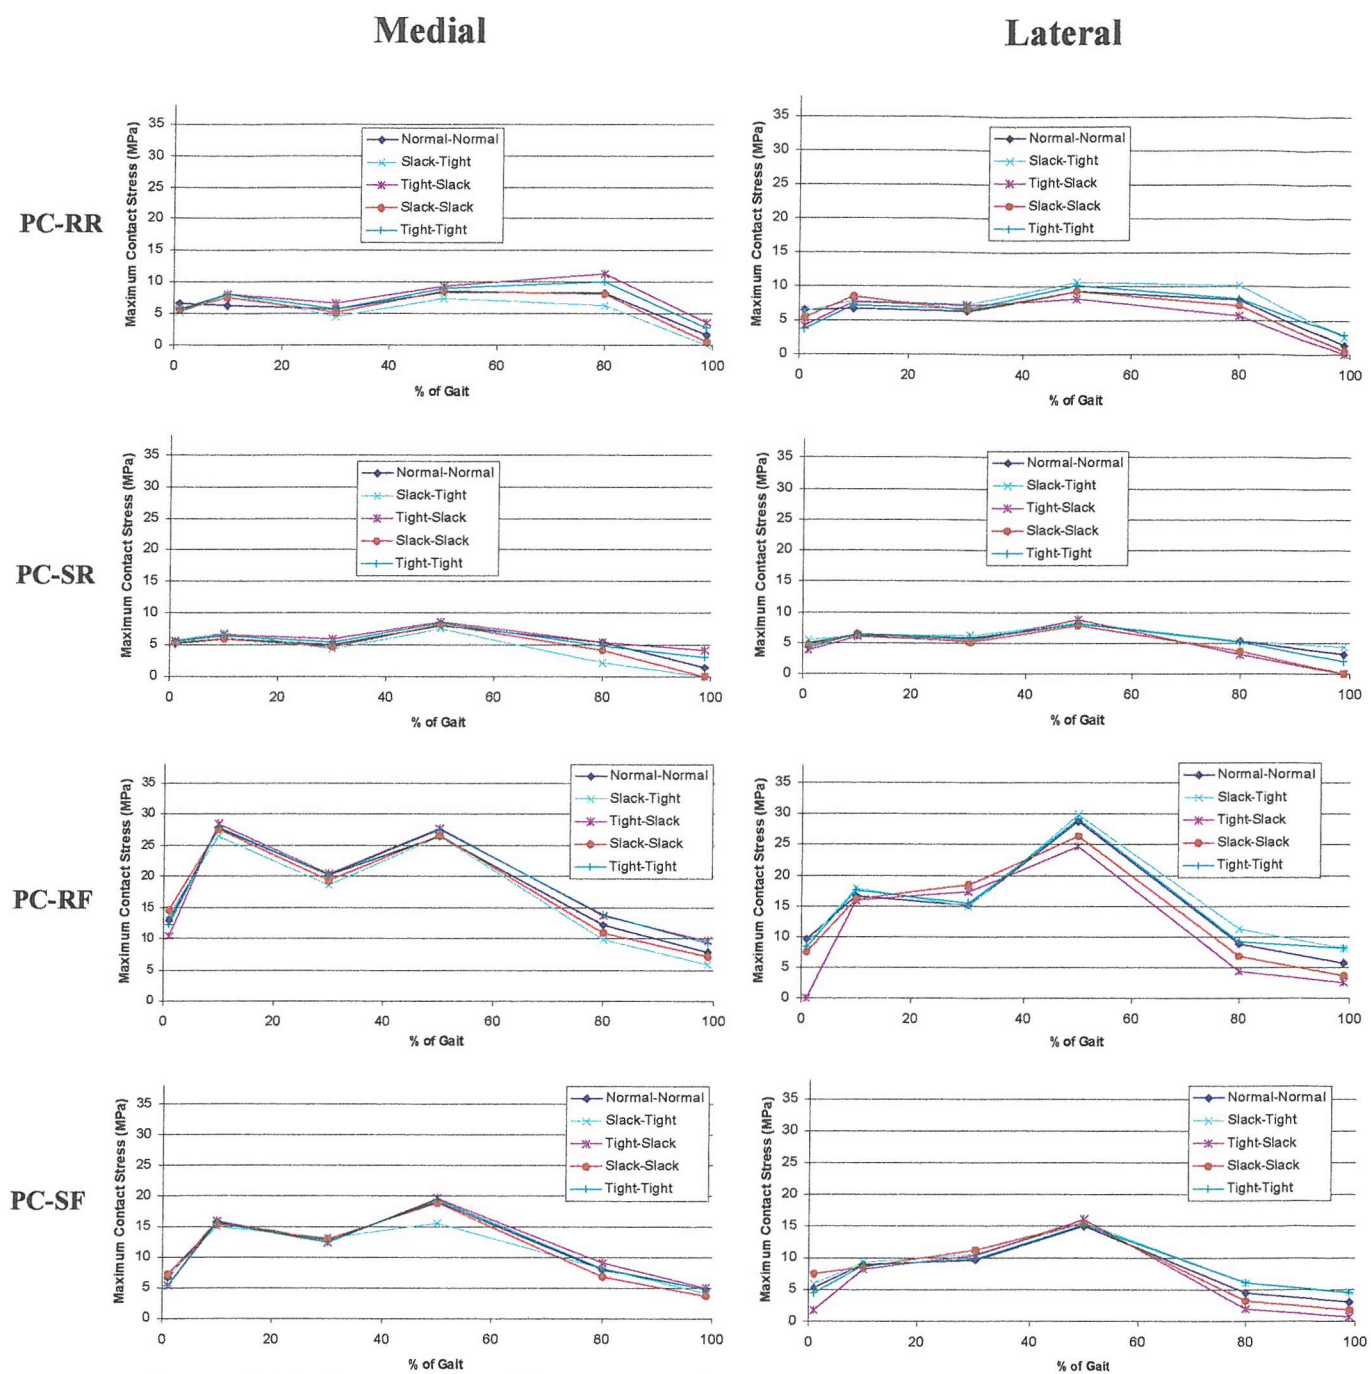 Medial
Lateral
PC-RR
Maximum Contact Stress (MPa)
35
30
25
20
15
10
5
0
Normal-Normal
Slack-Tight
Tight-Slack
Slack-Slack
Tight-Tight
0 20 40 60 80 100
% of Gait
Maximum Contact Stress (MPa)
35
30
25
20
15
10
5
0
Normal-Normal
Slack-Tight
Tight-Slack
Slack-Slack
Tight-Tight
0 20 40 60 80 100
% of Gait
PC-SR
Maximum Contact Stress (MPa)
35
30
25
20
15
10
5
0
Normal-Normal
Slack-Tight
Tight-Slack
Slack-Slack
Tight-Tight
0 20 40 60 80 100
% of Gait
Maximum Contact Stress (MPa)
35
30
25
20
15
10
5
0
Normal-Normal
Slack-Tight
Tight-Slack
Slack-Slack
Tight-Tight
0 20 40 60 80 100
% of Gait
PC-RF
Maximum Contact Stress (MPa)
35
30
25
20
15
10
5
0
Normal-Normal
Slack-Tight
Tight-Slack
Slack-Slack
Tight-Tight
0 20 40 60 80 100
% of Gait
Maximum Contact Stress (MPa)
35
30
25
20
15
10
5
0
Normal-Normal
Slack-Tight
Tight-Slack
Slack-Slack
Tight-Tight
0 20 40 60 80 100
% of Gait
PC-SF
Maximum Contact Stress (MPa)
35
30
25
20
15
10
5
0
Normal-Normal
Slack-Tight
Tight-Slack
Slack-Slack
Tight-Tight
0 20 40 60 80 100
% of Gait
Maximum Contact Stress (MPa)
35
30
25
20
15
10
5
0
Normal-Normal
Slack-Tight
Tight-Slack
Slack-Slack
Tight-Tight
0 20 40 60 80 100
% of Gait